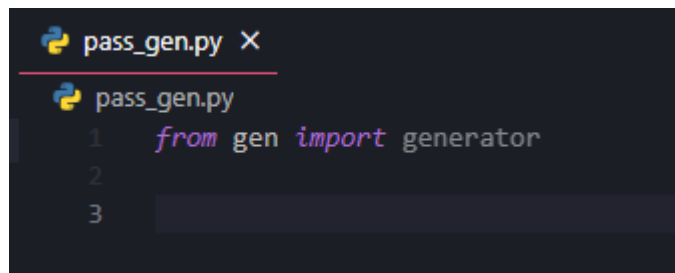 pass_gen.py ×
pass_gen.py
1 from gen import generator
2
3